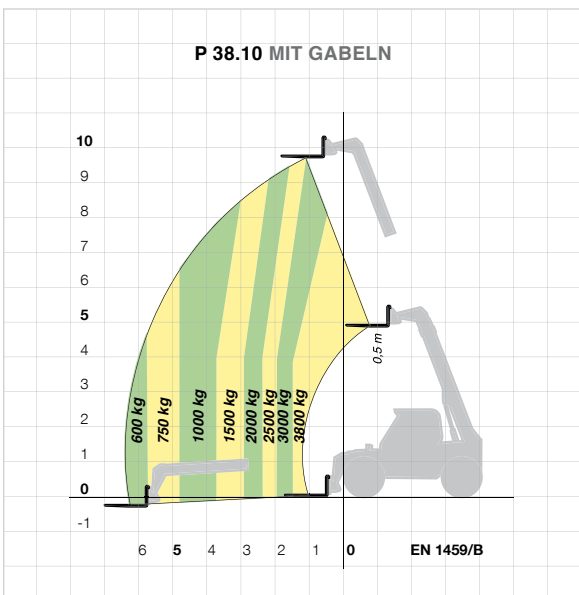 P 38.10 MIT GABELN
10
9
8
7
6
5
4
3
2
1
0
-1
0,5 m
600 kg
750 kg
1000 kg
1500 kg
2000 kg
2500 kg
3000 kg
3800 kg
6 5 4 3 2 1 0 EN 1459/B